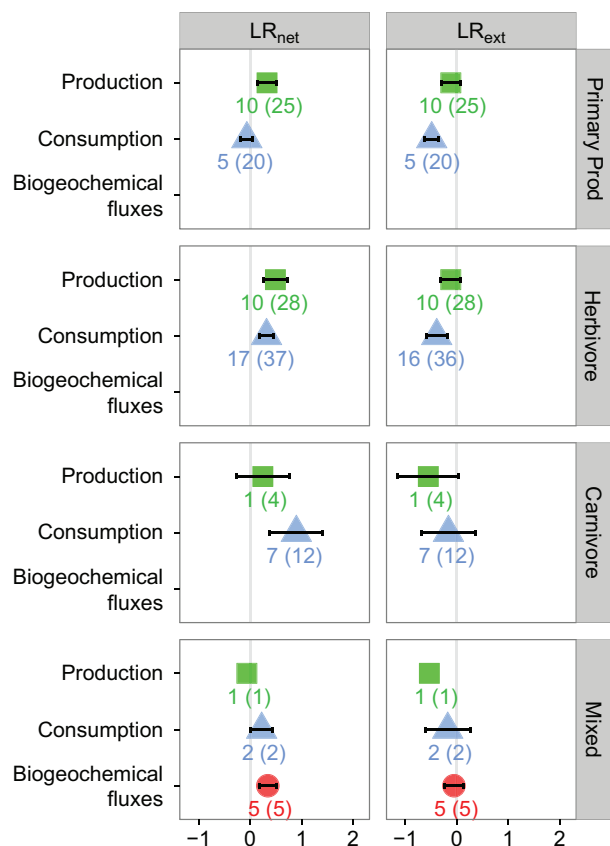 LRnet
LRext
Production
10 (25)
10 (25)
Consumption
5 (20)
5 (20)
Biogeochemical
fluxes
Primary Prod
Production
10 (28)
10 (28)
Consumption
17 (37)
16 (36)
Biogeochemical
fluxes
Herbivore
Production
1 (4)
1 (4)
Consumption
7 (12)
7 (12)
Biogeochemical
fluxes
Carnivore
Production
1 (1)
1 (1)
Consumption
2 (2)
2 (2)
Biogeochemical
fluxes
5 (5)
5 (5)
Mixed
−1 0 1 2
−1 0 1 2